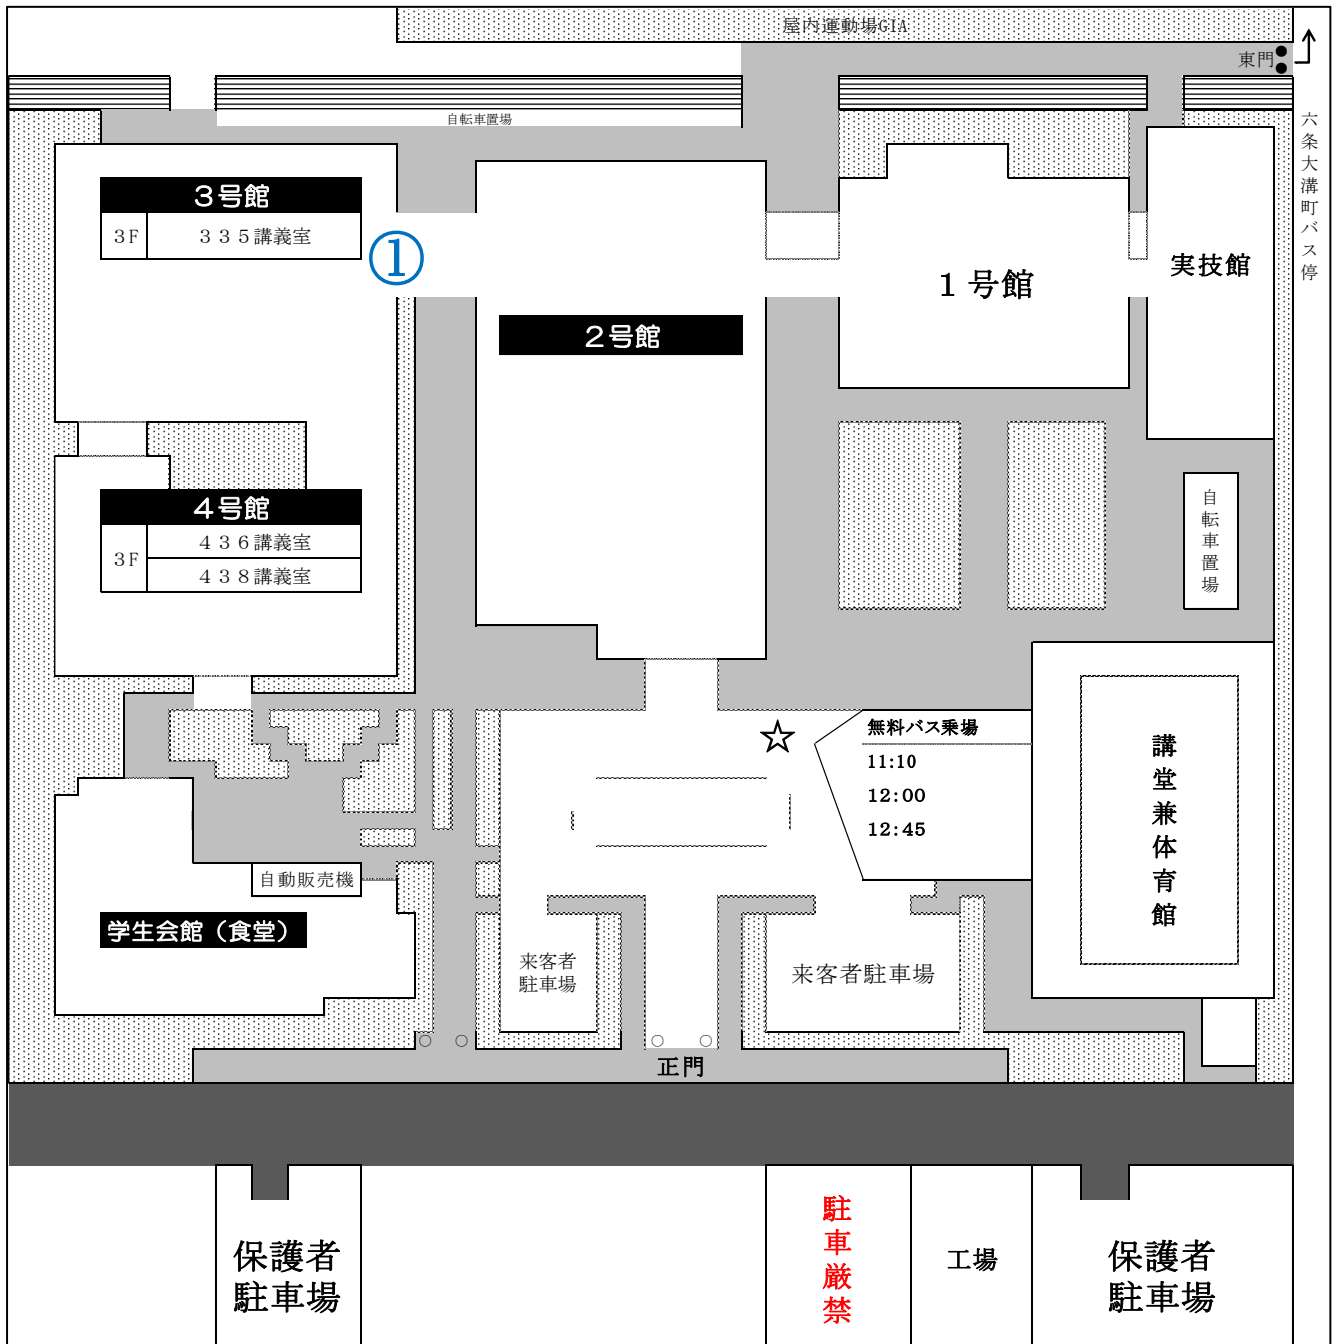 屋内運動場GIA
東門
六条大溝町バス停
自転車置場
3号館
3F
335講義室
①
2号館
1号館
実技館
4号館
3F
436講義室
438講義室
自転車置場
☆
無料バス乗場
11:10
12:00
12:45
講堂兼体育館
自動販売機
学生会館（食堂）
来客者
駐車場
来客者駐車場
正門
保護者
駐車場
駐車厳禁
工場
保護者
駐車場